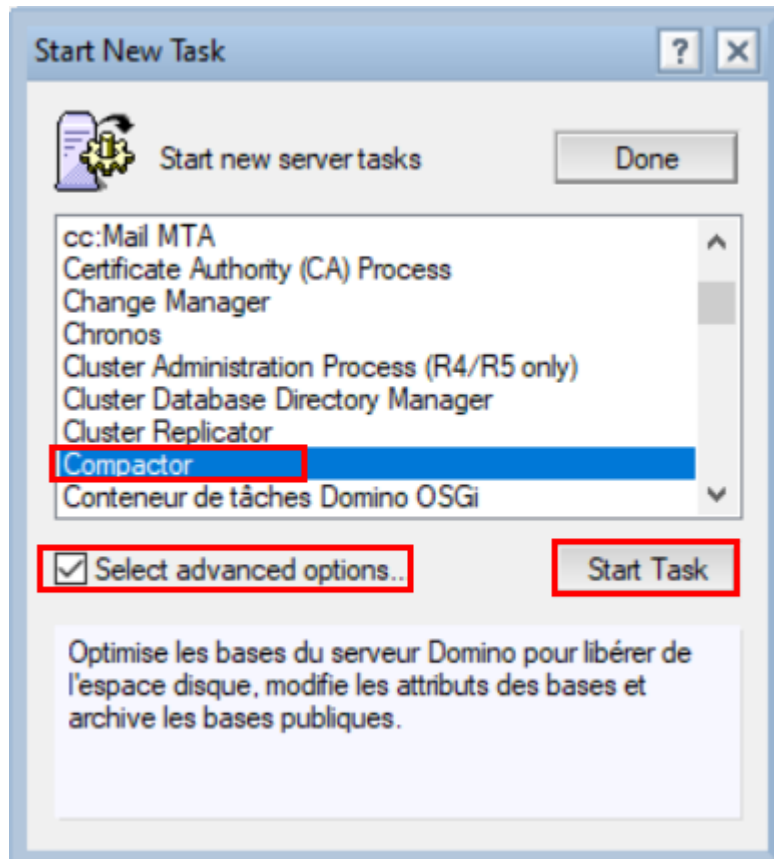 Start New Task
?
Start new server tasks
Done
cc:Mail MTA
Certificate Authority (CA) Process
Change Manager
Chronos
Cluster Administration Process (R4/R5 only)
Cluster Database Directory Manager
Cluster Replicator
Compactor
Conteneur de tâches Domino OSGi
Select advanced options...
Start Task
Optimise les bases du serveur Domino pour libérer de
l'espace disque, modifie les attributs des bases et
archive les bases publiques.